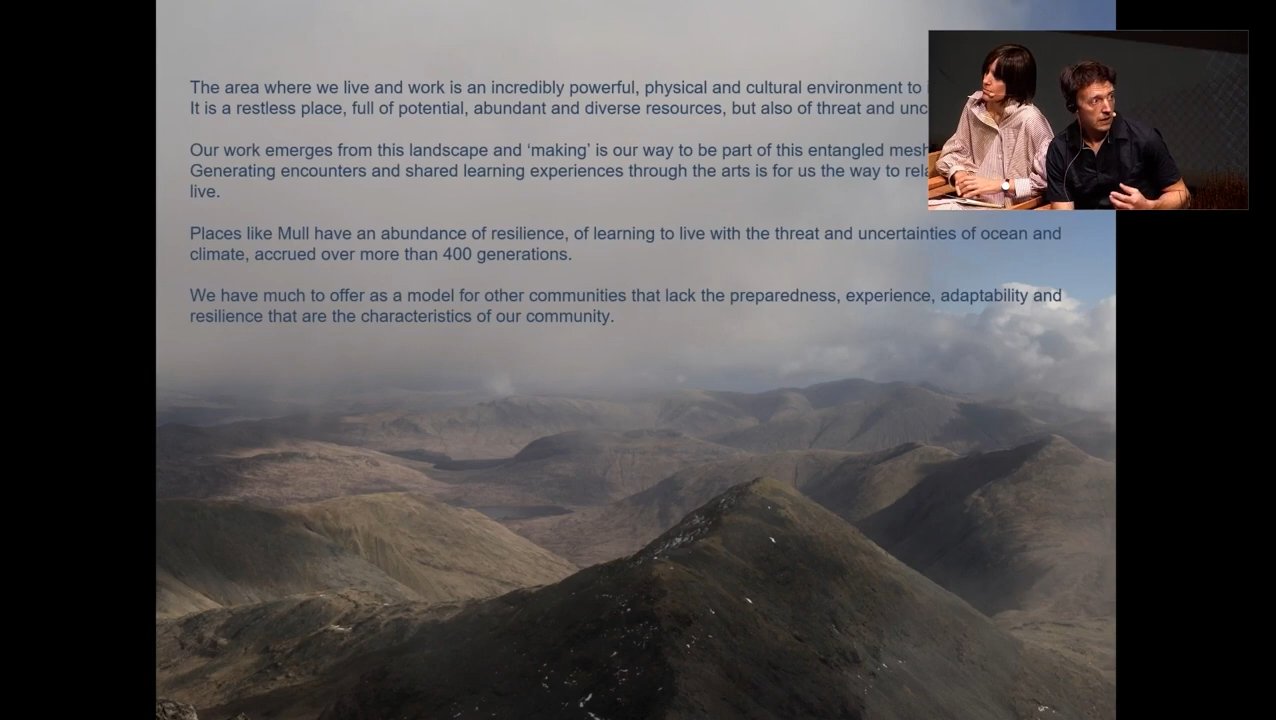 The area where we live and work is an incredibly powerful, physical and cultural environment to
It is a restless place, full of potential, abundant and diverse resources, but also of threat and
Our work emerges from this landscape and ‘making’ is our way to be part of this entangled mesh
Generating encounters and shared learning experiences through the arts is for us the way to
live.
Places like Mull have an abundance of resilience, of learning to live with the threat and uncertainties of ocean and
climate, accrued over more than 400 generations.
We have much to offer as a model for other communities that lack the preparedness, experience, adaptability and
resilience that are the characteristics of our community.